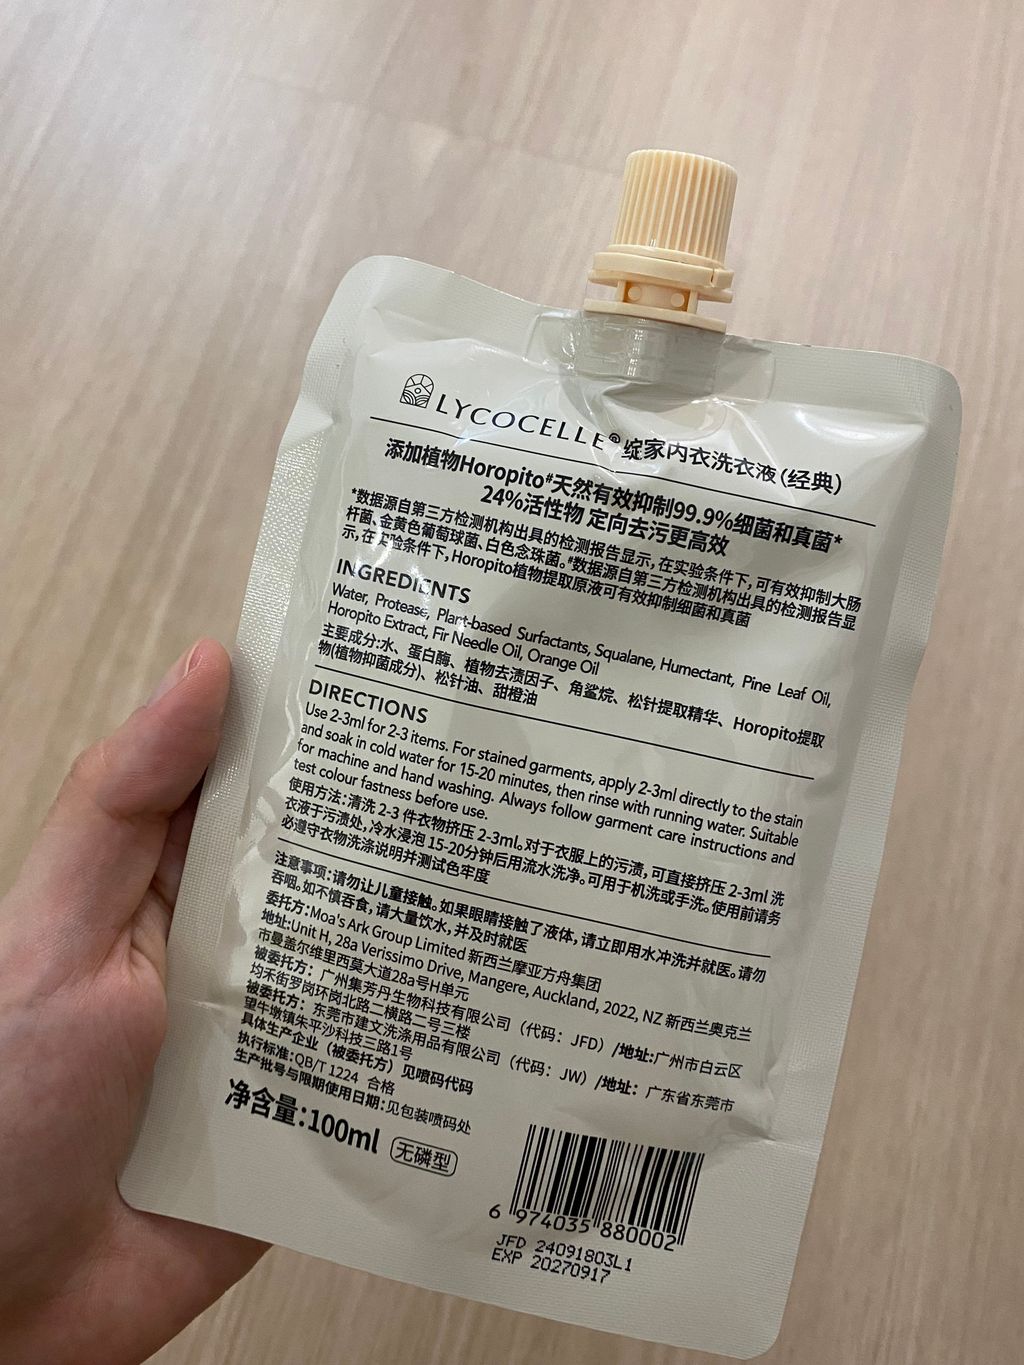 LYCOCELLE® 绽家内衣洗衣液(经典)
添加植物Horopito#天然有效抑制99.9%细菌和真菌*
24%活性物 定向去污更高效
*数据源自第三方检测机构出具的检测报告显示,在实验条件下,可有效抑制大肠
杆菌、金黄色葡萄球菌、白色念珠菌。#数据源自第三方检测机构出具的检测报告显
示,在实验条件下,Horopito植物提取原液可有效抑制细菌和真菌
INGREDIENTS
Water, Protease, Plant-based Surfactants, Squalane, Humectant, Pine Leaf Oil,
Horopito Extract, Fir Needle Oil, Orange Oil
主要成分:水、蛋白酶、植物去渍因子、角鲨烷、松针提取精华、Horopito提取
物(植物抑菌成分)、松针油、甜橙油
DIRECTIONS
Use 2-3ml for 2-3 items. For stained garments, apply 2-3ml directly to the stain
and soak in cold water for 15-20 minutes, then rinse with running water. Suitable
for machine and hand washing. Always follow garment care instructions and
test colour fastness before use.
使用方法:清洗 2-3 件衣物挤压 2-3ml。对于衣服上的污渍,可直接挤压 2-3ml 洗
衣液于污渍处,冷水浸泡 15-20分钟后用流水洗净。可用于机洗或手洗。使用前请务
必遵守衣物洗涤说明并测试色牢度
注意事项:请勿让儿童接触。如果眼睛接触了液体,请立即用水冲洗并就医。请勿
吞咽。如不慎吞食,请大量饮水,并及时就医
委托方:Moa's Ark Group Limited 新西兰摩亚方舟集团
地址:Unit H, 28a Verissimo Drive, Mangere, Auckland, 2022, NZ 新西兰奥克兰
市曼盖尔维里西莫大道28a号H单元
被委托方：广州集芳丹生物科技有限公司（代码：JFD）/地址:广州市白云区
均禾街罗岗环岗北路二横路二号三楼
被委托方：东莞市建文洗涤用品有限公司（代码：JW）/地址：广东省东莞市
望牛墩镇朱平沙科技三路1号
具体生产企业（被委托方）见喷码代码
执行标准:QB/T 1224 合格
生产批号与限期使用日期:见包装喷码处
净含量:100ml 无磷型
6 974035 880002
JFD 24091803L1
EXP 20270917